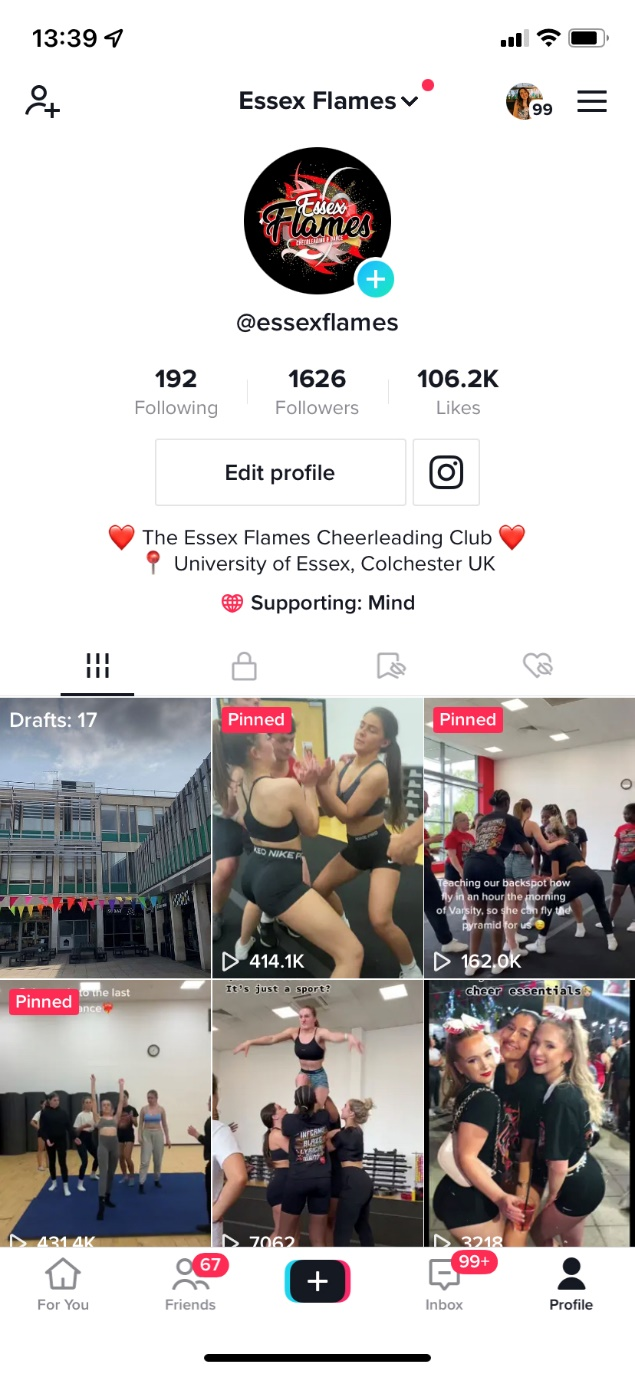 13:39
Essex Flames
99
Essex
Flames
CHEERLEADING & DANCE
@essexflames
192
1626
106.2K
Following
Followers
Likes
Edit profile
The Essex Flames Cheerleading Club
University of Essex, Colchester UK
Supporting: Mind
Drafts: 17
Pinned
Pinned
NIKE P
Teaching our backspot how
fly in an hour the morning
of Varsity, so she can fly the
pyramid for us
414.1K
162.0K
Pinned
to the last
It's just a sport?
cheer essentials
INFERNO
BLAZE
431.4K
7062
3218
67
99+
For You
Friends
Inbox
Profile